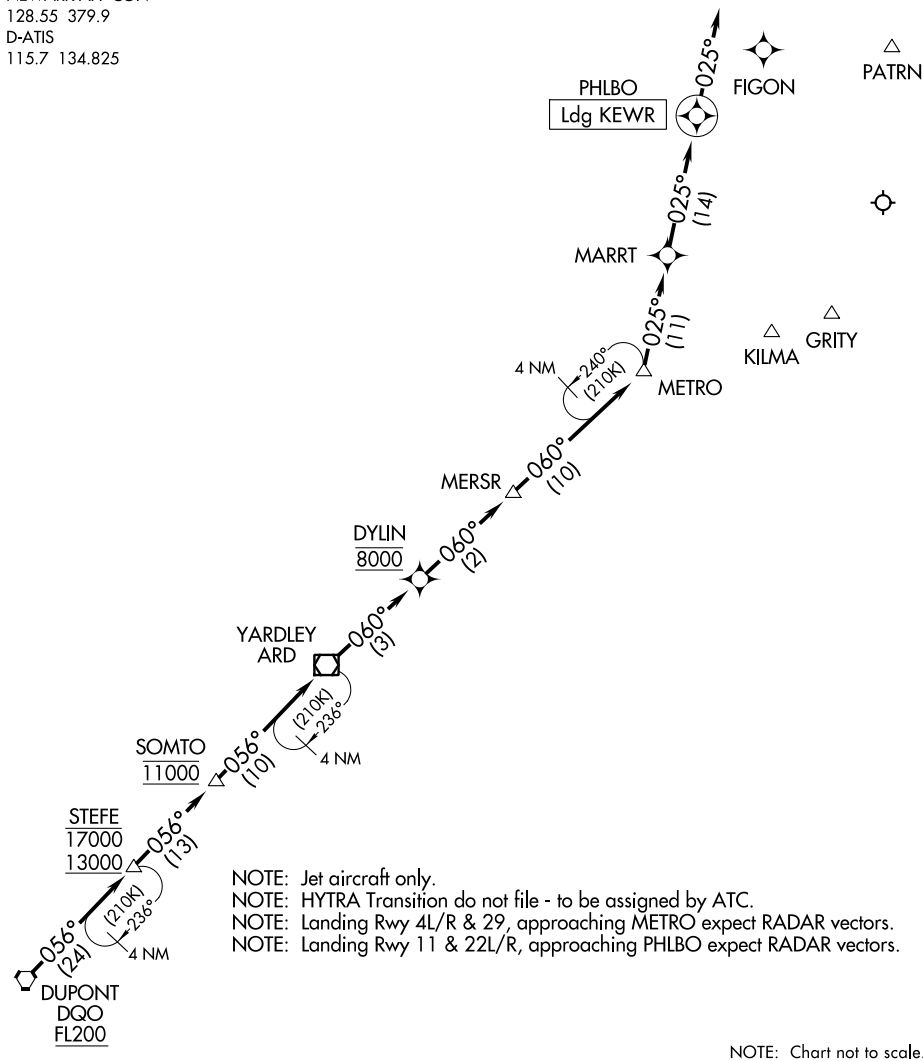 128.55 379.9
D-ATIS
115.7 134.825
025°
FIGON
PATRN
PHLBO
Ldg KEWR
025°
(14)
MARRT
025°
(11)
KILMA
GRITY
4 NM
240°
(210K)
METRO
060°
(10)
MERSR
DYLIN
8000
060°
(2)
YARDLEY
ARD
060°
(3)
(210K)
236°
4 NM
SOMTO
11000
056°
(10)
STEFE
17000
13000
056°
(13)
(210K)
236°
4 NM
056°
(24)
DUPONT
DQO
FL200
NOTE: Jet aircraft only.
NOTE: HYTRA Transition do not file - to be assigned by ATC.
NOTE: Landing Rwy 4L/R & 29, approaching METRO expect RADAR vectors.
NOTE: Landing Rwy 11 & 22L/R, approaching PHLBO expect RADAR vectors.
NOTE: Chart not to scale